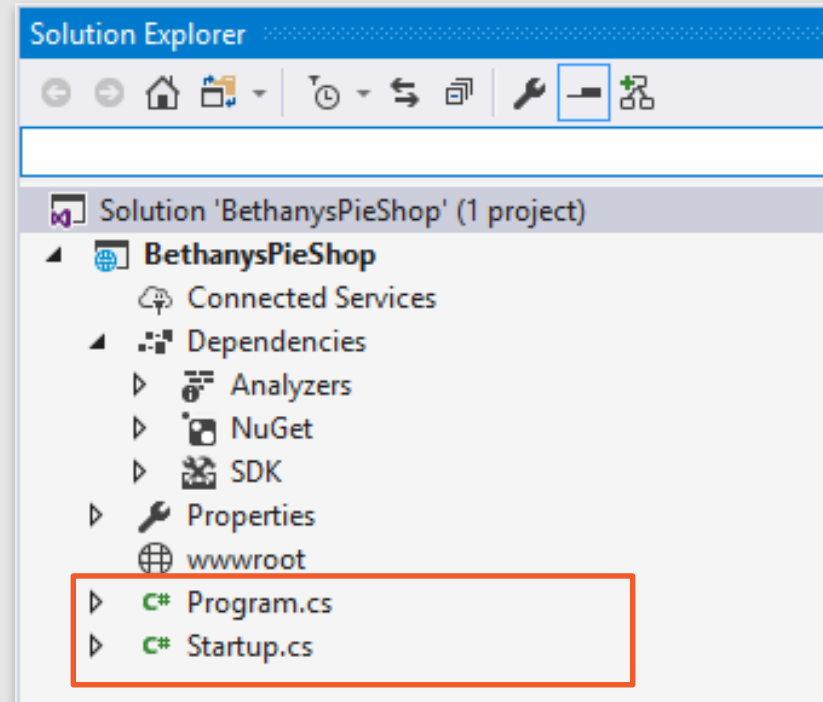 Solution Explorer
Solution 'BethanysPieShop' (1 project)
BethanysPieShop
Connected Services
Dependencies
Analyzers
NuGet
SDK
Properties
wwwroot
C# Program.cs
C# Startup.cs